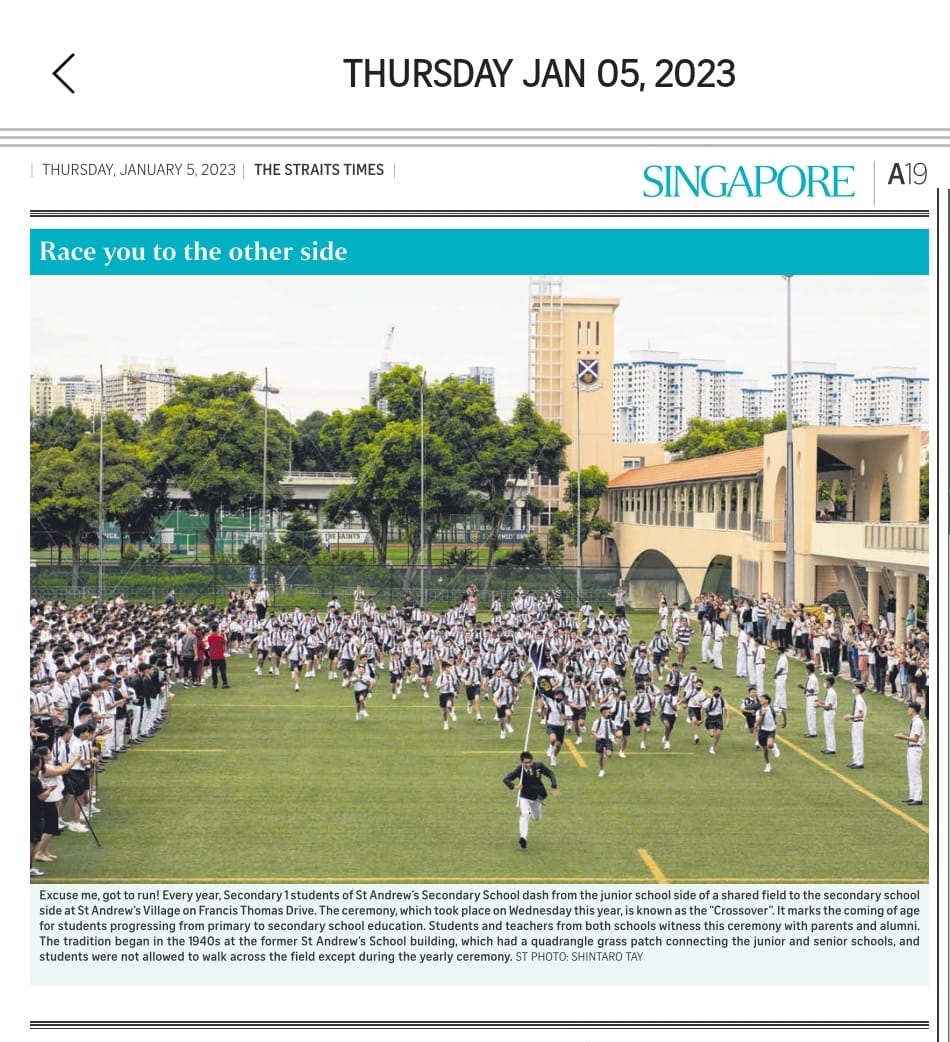 THURSDAY JAN 05, 2023
THURSDAY, JANUARY 5, 2023 | THE STRAITS TIMES
SINGAPORE | A19
Race you to the other side
THE SAINTS
Excuse me, got to run! Every year, Secondary 1 students of St Andrew's Secondary School dash from the junior school side of a shared field to the secondary school
side at St Andrew's Village on Francis Thomas Drive. The ceremony, which took place on Wednesday this year, is known as the "Crossover". It marks the coming of age
for students progressing from primary to secondary school education. Students and teachers from both schools witness this ceremony with parents and alumni.
The tradition began in the 1940s at the former St Andrew's School building, which had a quadrangle grass patch connecting the junior and senior schools, and
students were not allowed to walk across the field except during the yearly ceremony. ST PHOTO: SHINTARO TAY